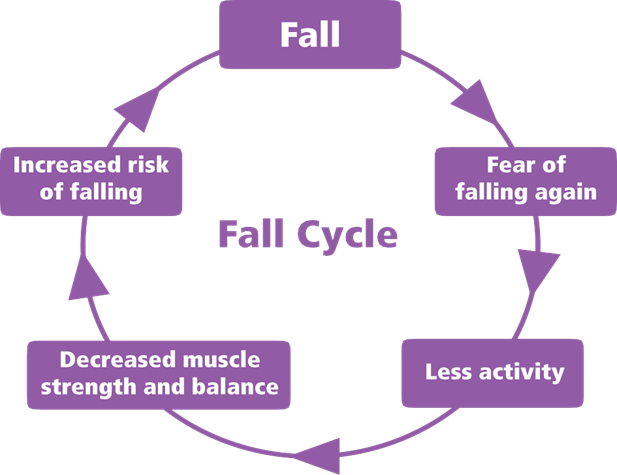 Fall
Fear of
falling again
Less activity
Decreased muscle
strength and balance
Increased risk
of falling
Fall Cycle